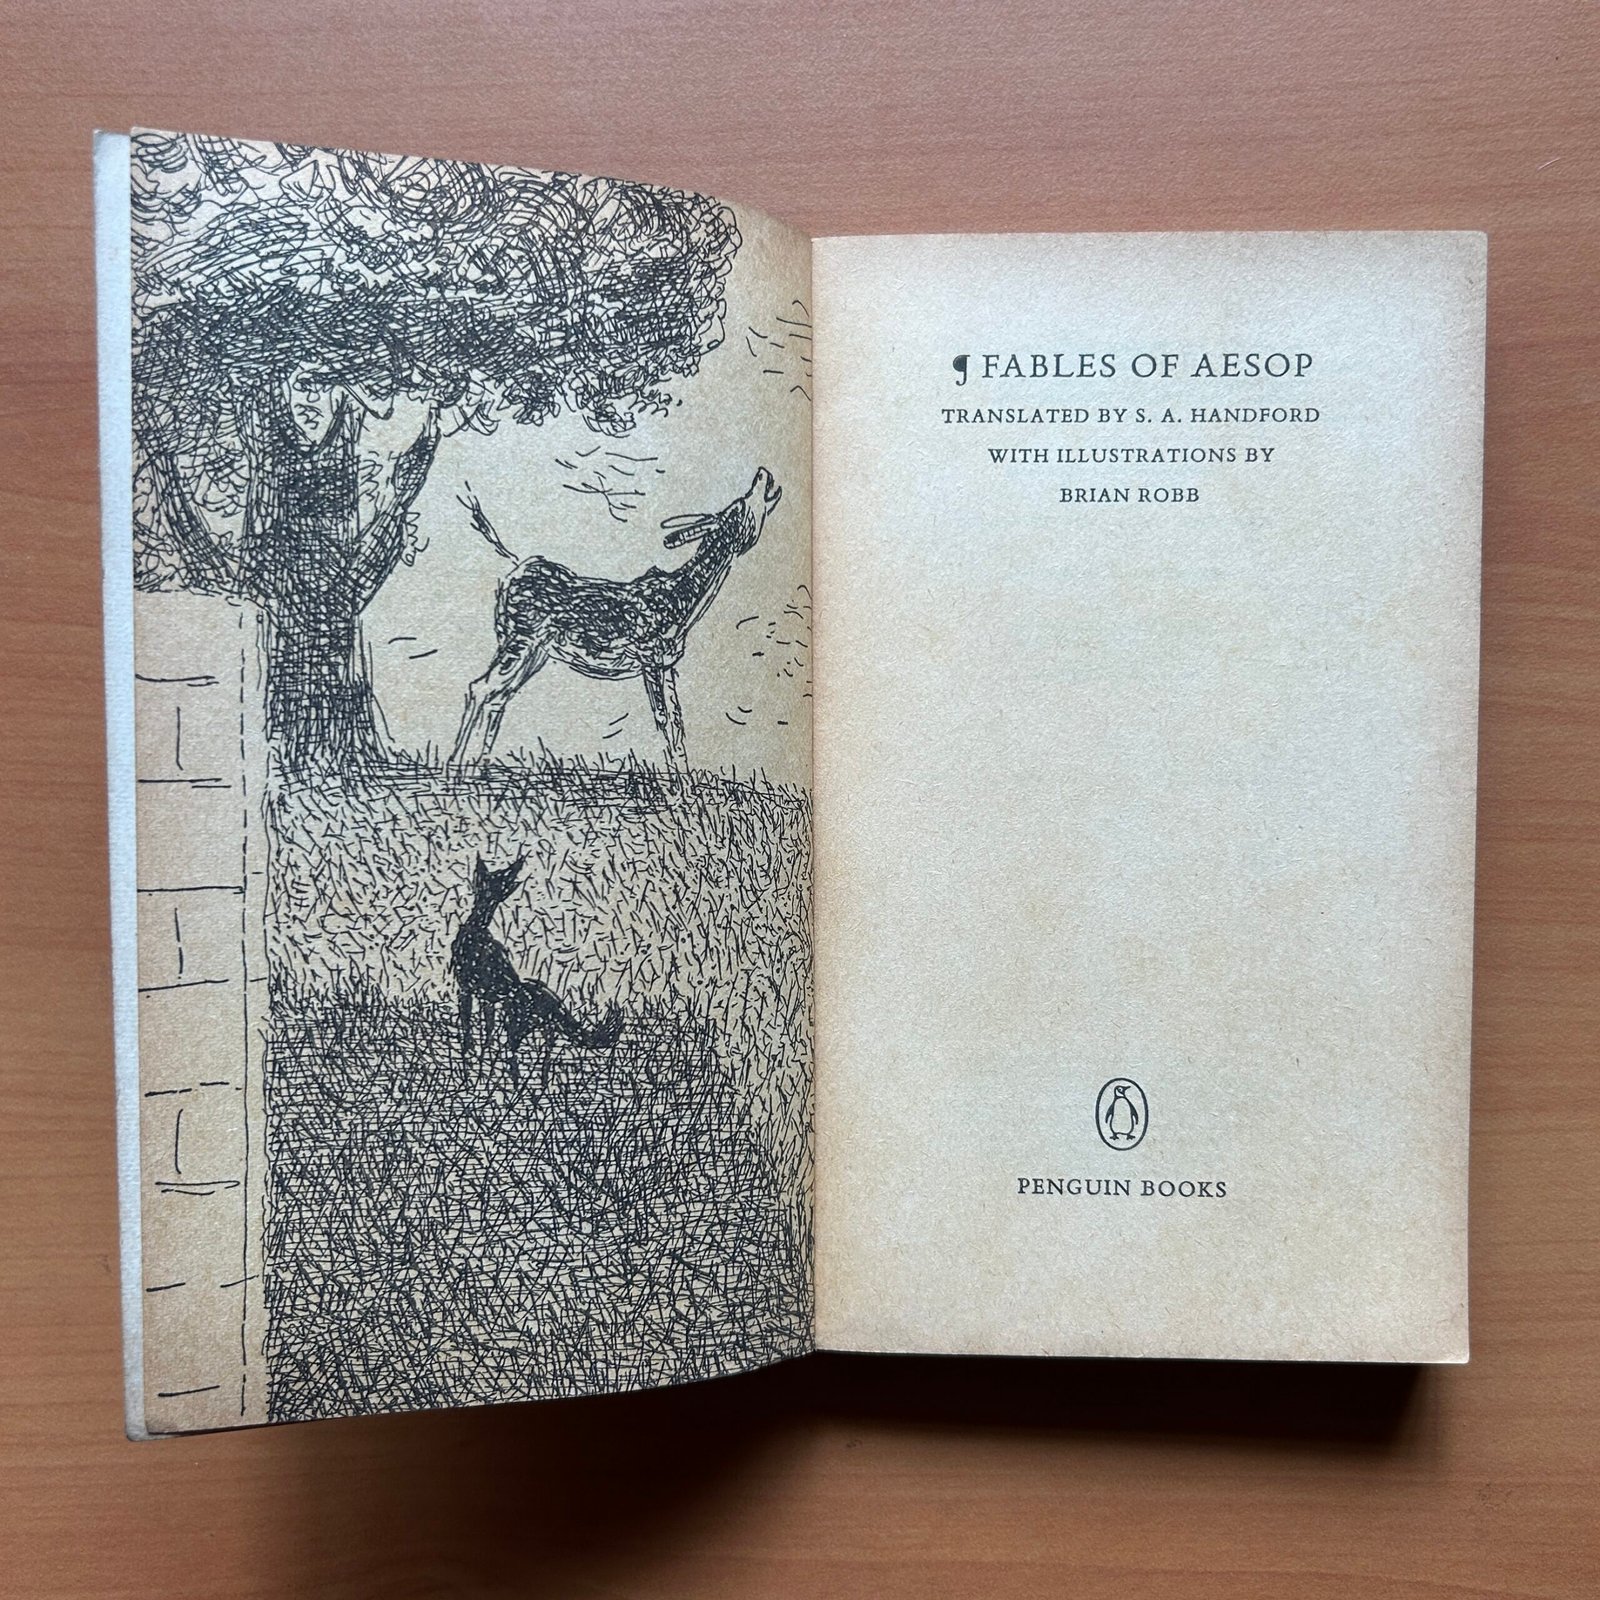 ¶ FABLES OF AESOP
TRANSLATED BY S. A. HANDFORD
WITH ILLUSTRATIONS BY
BRIAN ROBB
PENGUIN BOOKS